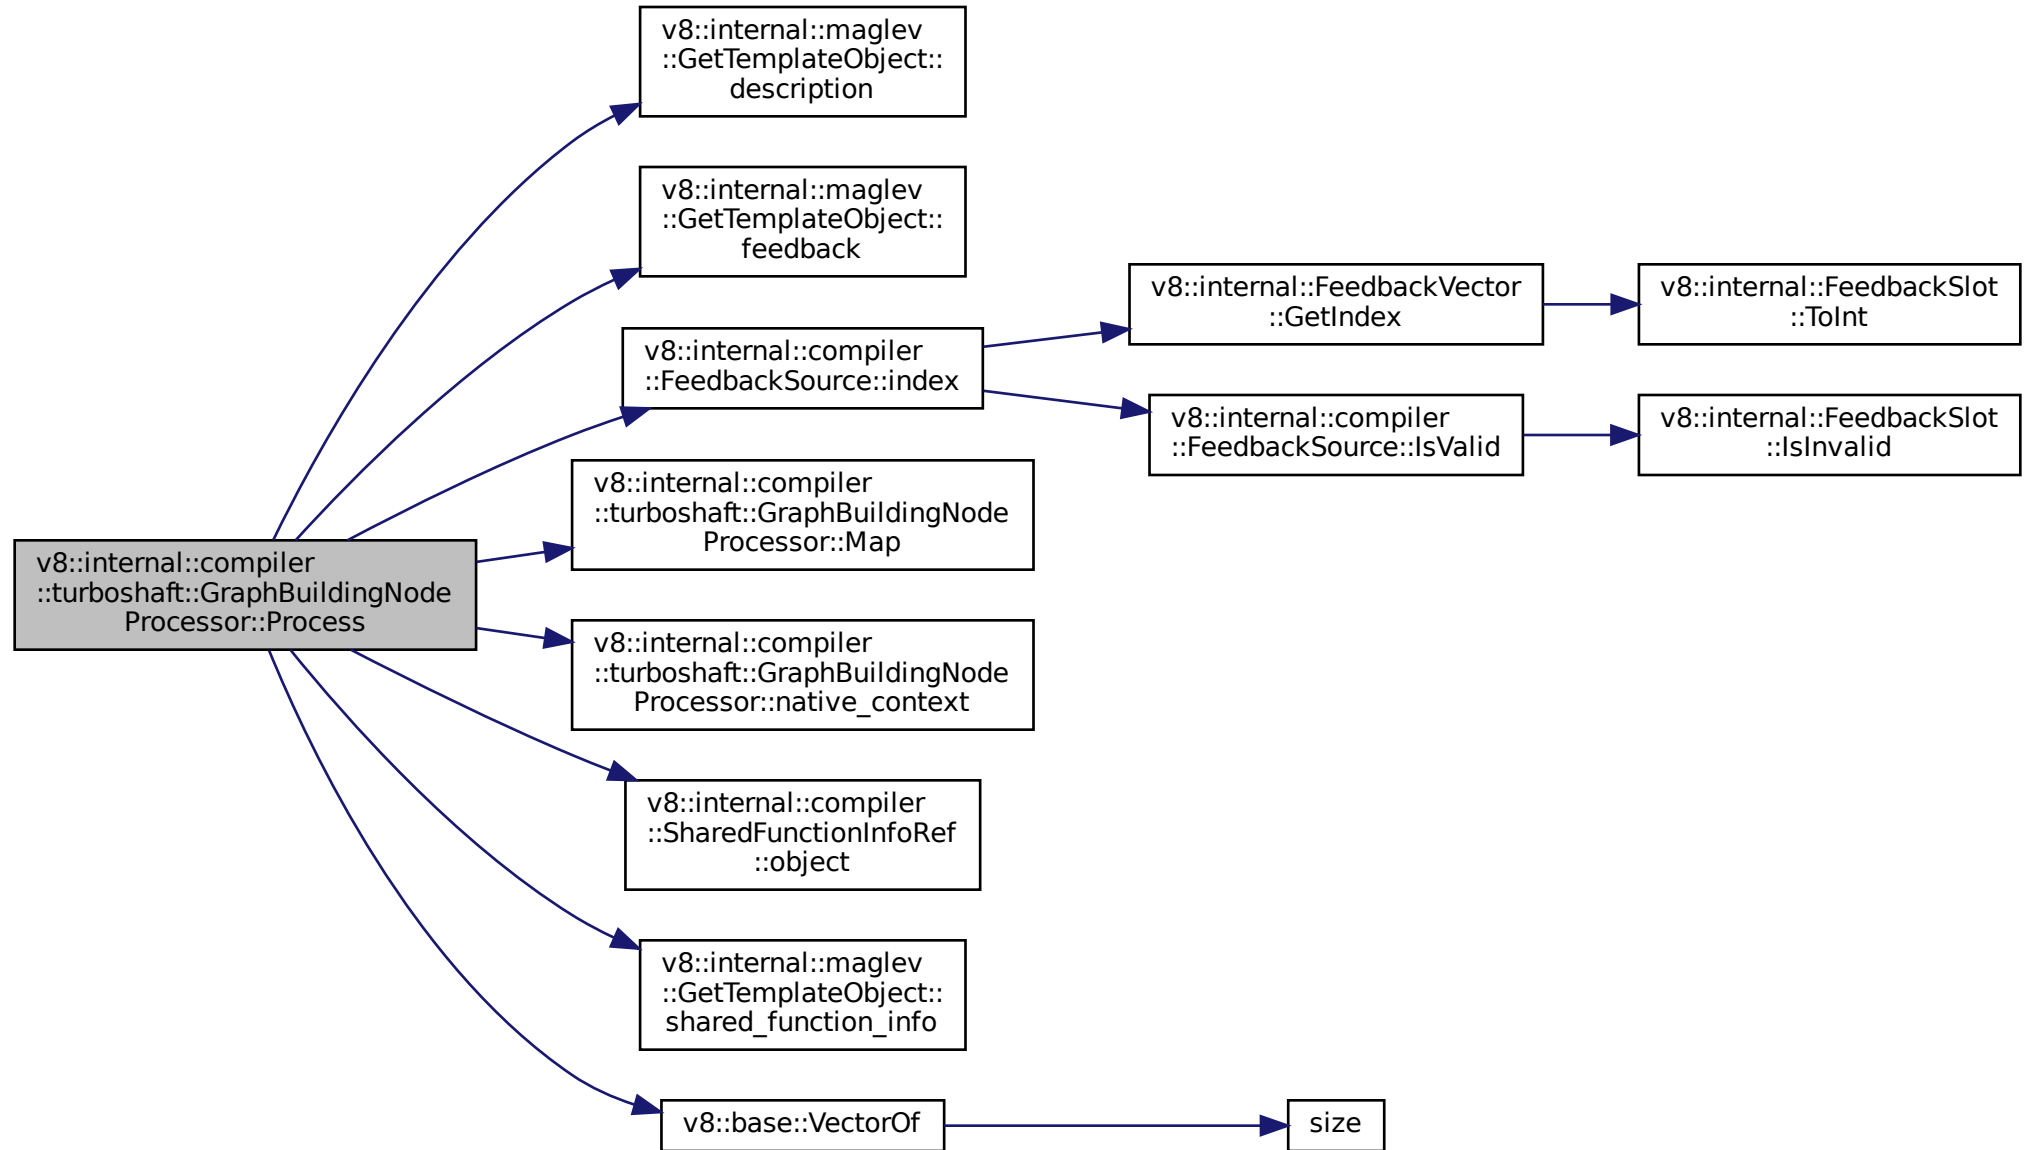 v8::internal::maglev
::GetTemplateObject::
description
v8::internal::maglev
::GetTemplateObject::
feedback
v8::internal::compiler
::FeedbackSource::index
v8::internal::FeedbackVector
::GetIndex
v8::internal::FeedbackSlot
::ToInt
v8::internal::compiler
::FeedbackSource::IsValid
v8::internal::FeedbackSlot
::IsInvalid
v8::internal::compiler
::turboshaft::GraphBuildingNode
Processor::Map
v8::internal::compiler
::turboshaft::GraphBuildingNode
Processor::Process
v8::internal::compiler
::turboshaft::GraphBuildingNode
Processor::native_context
v8::internal::compiler
::SharedFunctionInfoRef
::object
v8::internal::maglev
::GetTemplateObject::
shared_function_info
v8::base::VectorOf
size